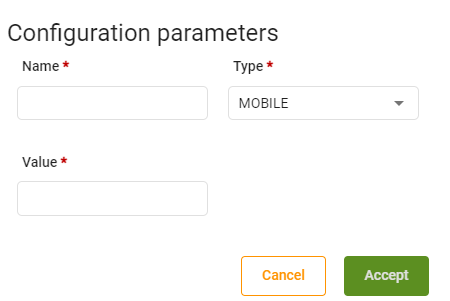 Configuration parameters
Name *
Type *
MOBILE
Value *
Cancel
Accept